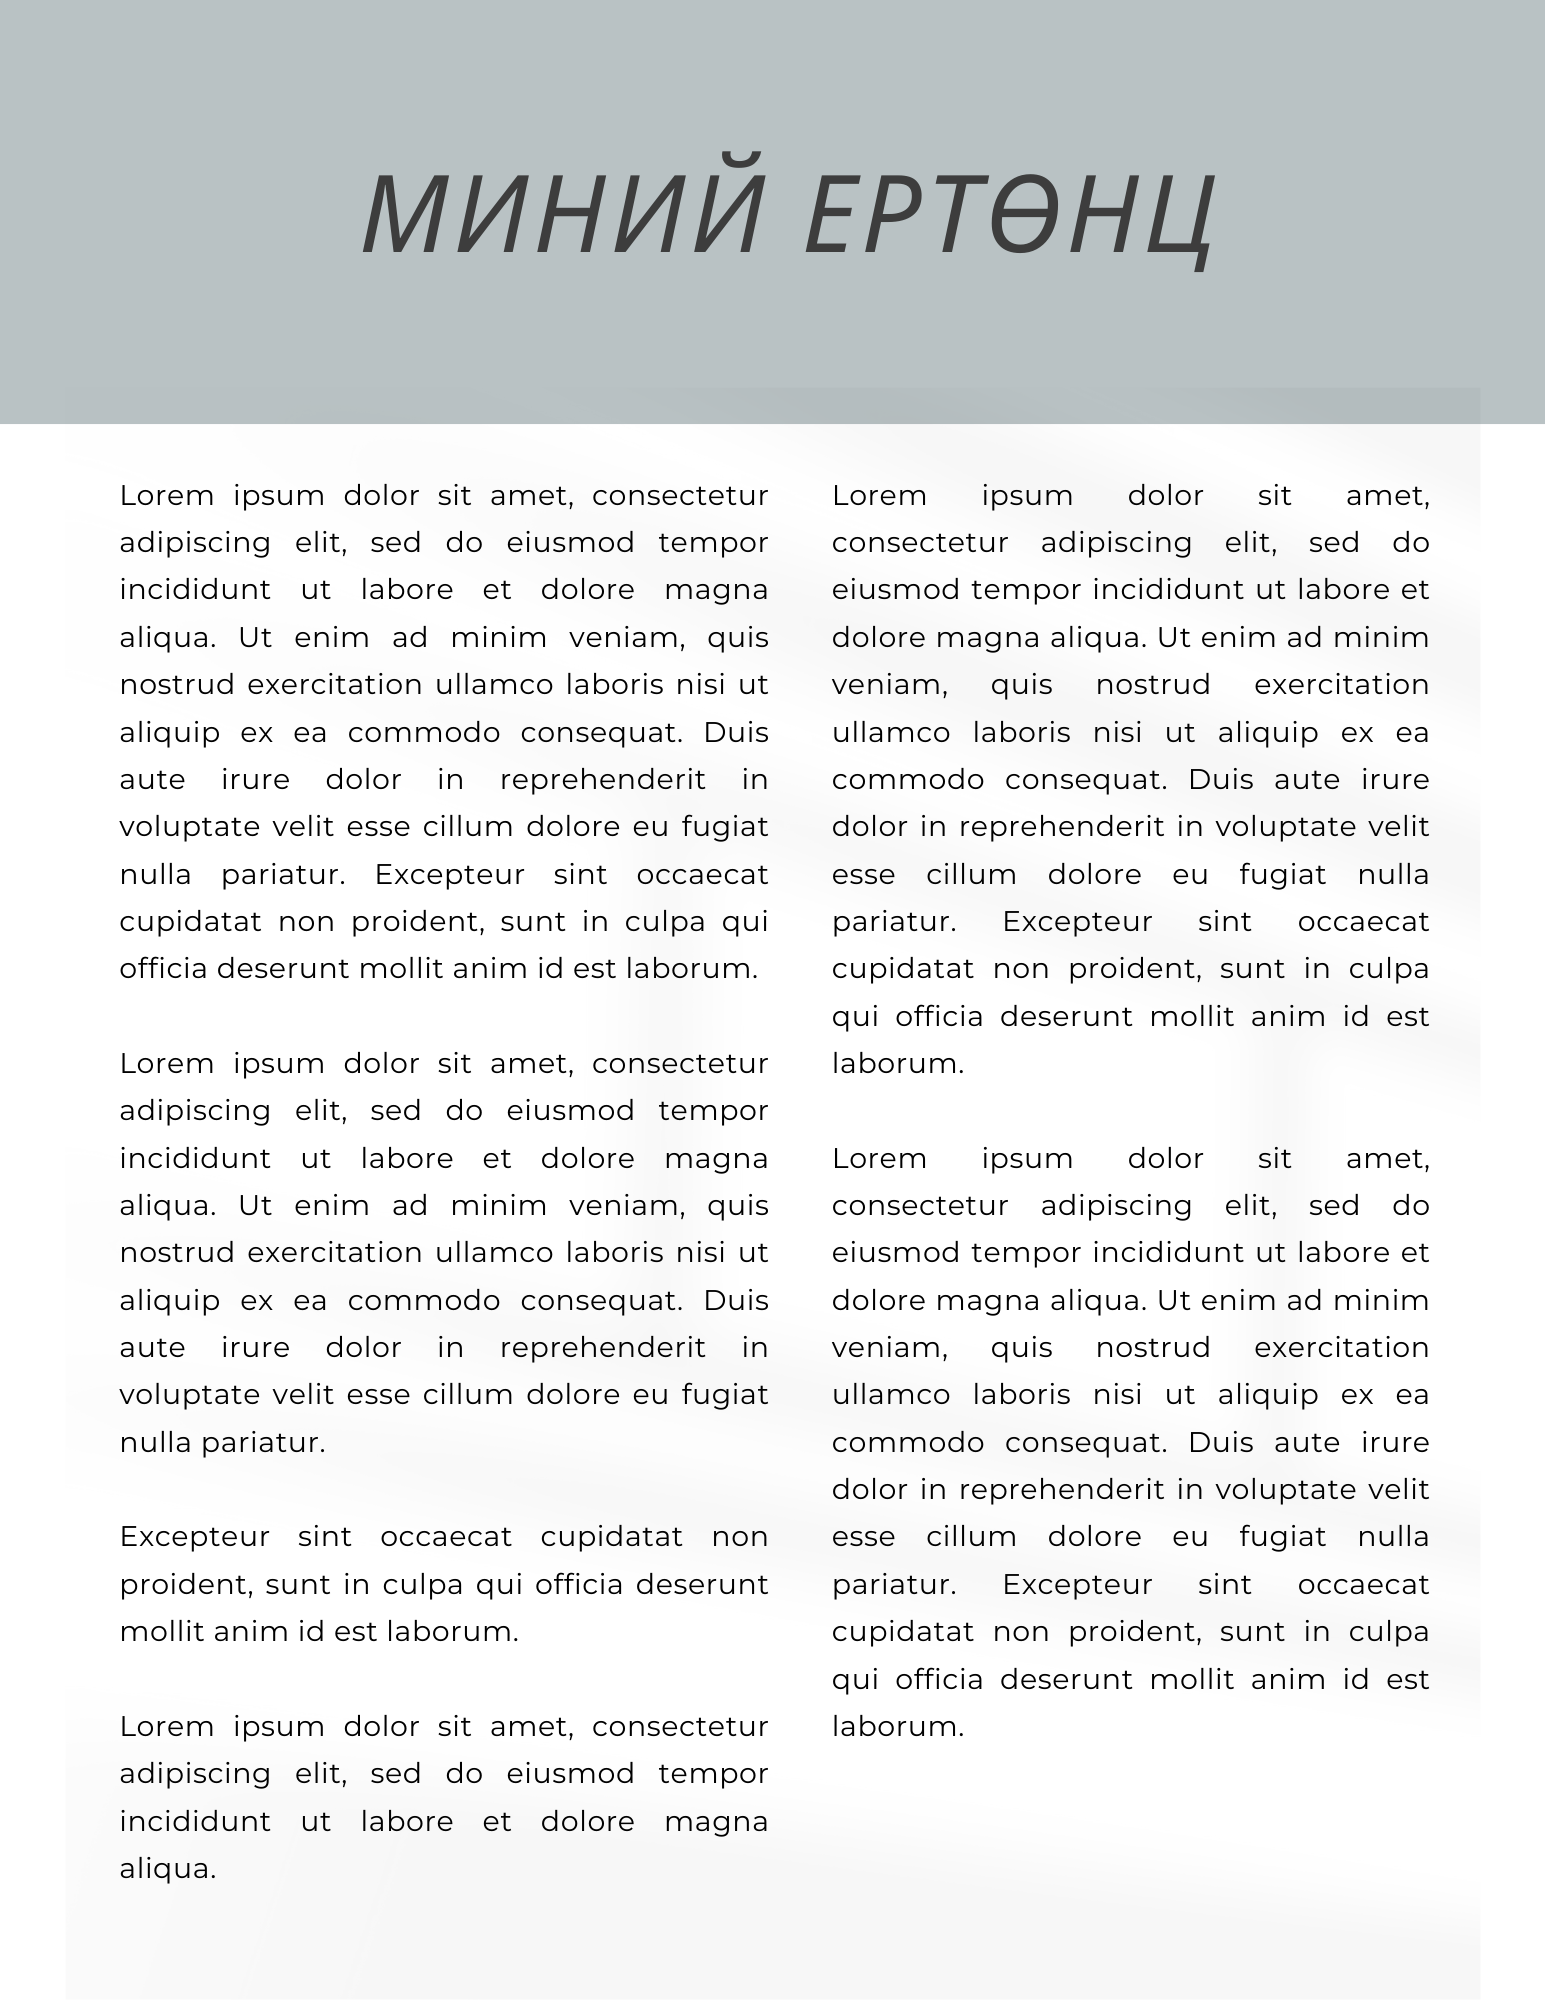 МИНИЙ ЕРТӨНЦ
Lorem ipsum dolor sit amet, consectetur
adipiscing elit, sed do eiusmod tempor
incididunt ut labore et dolore magna
aliqua. Ut enim ad minim veniam, quis
nostrud exercitation ullamco laboris nisi ut
aliquip ex ea commodo consequat. Duis
aute irure dolor in reprehenderit in
voluptate velit esse cillum dolore eu fugiat
nulla pariatur. Excepteur sint occaecat
cupidatat non proident, sunt in culpa qui
officia deserunt mollit anim id est laborum.
Lorem ipsum dolor sit amet, consectetur
adipiscing elit, sed do eiusmod tempor
incididunt ut labore et dolore magna
aliqua. Ut enim ad minim veniam, quis
nostrud exercitation ullamco laboris nisi ut
aliquip ex ea commodo consequat. Duis
aute irure dolor in reprehenderit in
voluptate velit esse cillum dolore eu fugiat
nulla pariatur.
Excepteur sint occaecat cupidatat non
proident, sunt in culpa qui officia deserunt
mollit anim id est laborum.
Lorem ipsum dolor sit amet, consectetur
adipiscing elit, sed do eiusmod tempor
incididunt ut labore et dolore magna
aliqua.
Lorem ipsum dolor sit amet,
consectetur adipiscing elit, sed do
eiusmod tempor incididunt ut labore et
dolore magna aliqua. Ut enim ad minim
veniam, quis nostrud exercitation
ullamco laboris nisi ut aliquip ex ea
commodo consequat. Duis aute irure
dolor in reprehenderit in voluptate velit
esse cillum dolore eu fugiat nulla
pariatur. Excepteur sint occaecat
cupidatat non proident, sunt in culpa
qui officia deserunt mollit anim id est
laborum.
Lorem ipsum dolor sit amet,
consectetur adipiscing elit, sed do
eiusmod tempor incididunt ut labore et
dolore magna aliqua. Ut enim ad minim
veniam, quis nostrud exercitation
ullamco laboris nisi ut aliquip ex ea
commodo consequat. Duis aute irure
dolor in reprehenderit in voluptate velit
esse cillum dolore eu fugiat nulla
pariatur. Excepteur sint occaecat
cupidatat non proident, sunt in culpa
qui officia deserunt mollit anim id est
laborum.